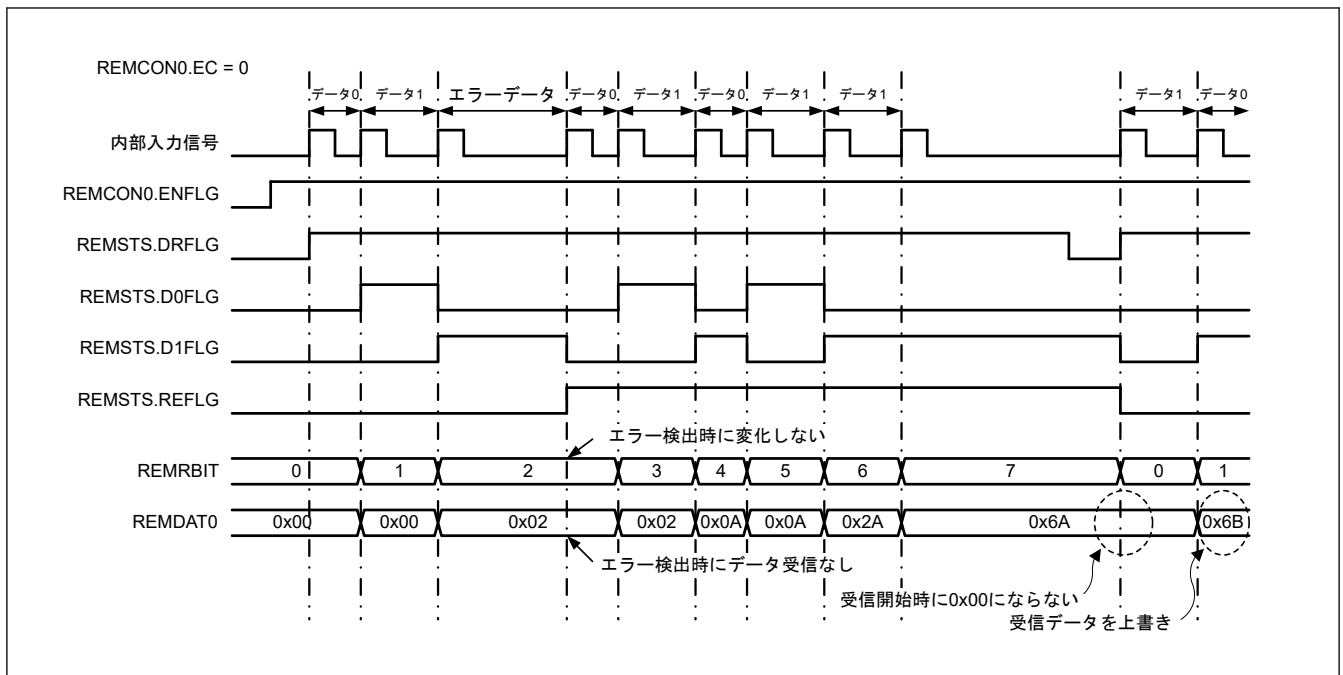 REMCON0.EC = 0
データ0 データ1 エラーデータ データ0 データ1 データ0 データ1 データ1 データ1 データ0
内部入力信号
REMCON0.ENFLG
REMSTS.DRFLG
REMSTS.D0FLG
REMSTS.D1FLG
REMSTS.REFLG
エラー検出時に変化しない
REMRBIT 0 1 2 3 4 5 6 7 0 1
REMDAT0 0x00 0x00 0x02 0x02 0x0A 0x0A 0x2A 0x6A 0x6B
エラー検出時にデータ受信なし
受信開始時に0x00にならない
受信データを上書き